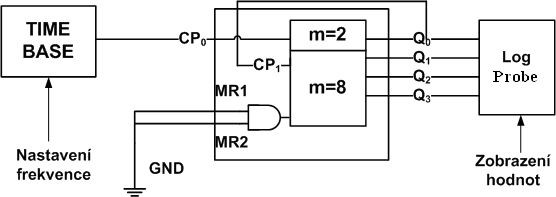 TIME
BASE
CP0
m=2
Q0
Log
Probe
CP1
Q1
m=8
Q2
Q3
MR1
MR2
GND
Nastavení
frekvence
Zobrazení
hodnot